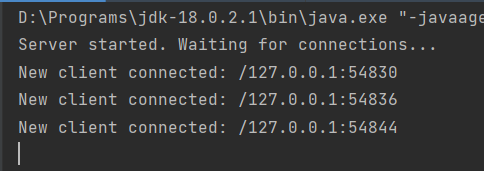 D:\Programs\jdk-18.0.2.1\bin\java.exe "-javaage
Server started. Waiting for connections...
New client connected: /127.0.0.1:54830
New client connected: /127.0.0.1:54836
New client connected: /127.0.0.1:54844